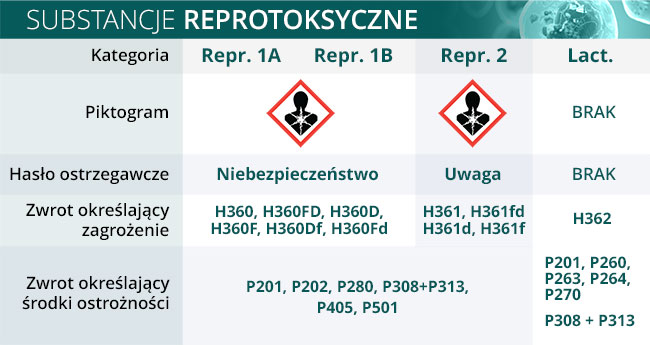 SUBSTANCJE REPROTOKSYCZNE
Kategoria Repr. 1A Repr. 1B Repr. 2 Lact.
Piktogram BRAK
Hasło ostrzegawcze Niebezpieczeństwo Uwaga BRAK
Zwrot określający
zagrożenie
H360, H360FD, H360D,
H360F, H360Df, H360Fd
H361, H361fd
H361d, H361f
H362
Zwrot określający
środki ostrożności
P201, P202, P280, P308+P313,
P405, P501
P201, P260,
P263, P264,
P270
P308 + P313